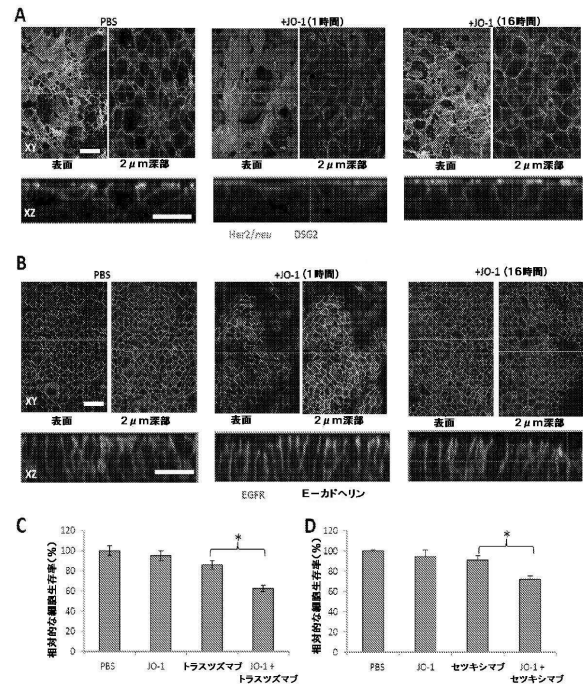 A
PBS
+JO-1 (1時間)
+JO-1 (16時間)
XY
表面 2μm深部 表面 2μm深部 表面 2μm深部
XZ
Her2/neu DSG2
B
PBS
+JO-1 (1時間)
+JO-1 (16時間)
XY
表面 2μm深部 表面 2μm深部 表面 2μm深部
XZ
EGFR E-カドヘリン
C
相対的な細胞生存率(%)
120
100
80
60
40
20
0
*
PBS JO-1 トラスツズマブ JO-1 + トラスツズマブ
D
相対的な細胞生存率(%)
120
100
80
60
40
20
0
*
PBS JO-1 セツキシマブ JO-1 + セツキシマブ